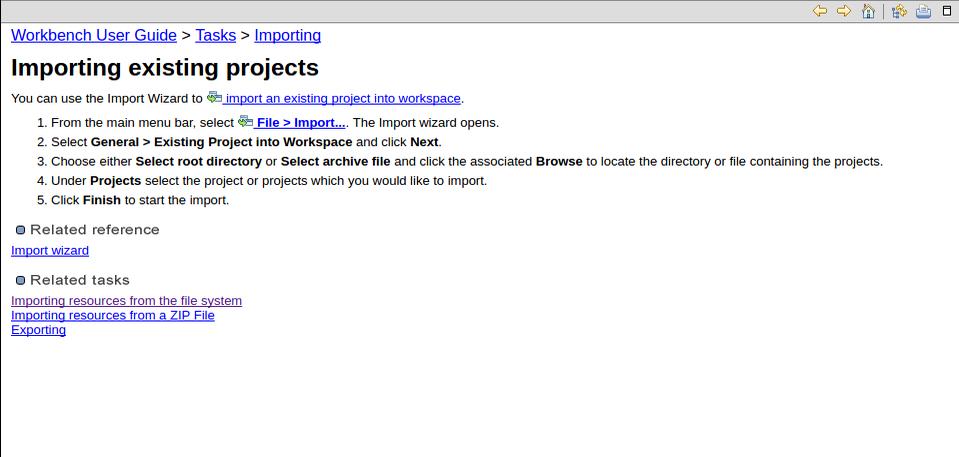 Workbench User Guide > Tasks > Importing
Importing existing projects
You can use the Import Wizard to import an existing project into workspace.
1. From the main menu bar, select File > Import.... The Import wizard opens.
2. Select General > Existing Project into Workspace and click Next.
3. Choose either Select root directory or Select archive file and click the associated Browse to locate the directory or file containing the projects.
4. Under Projects select the project or projects which you would like to import.
5. Click Finish to start the import.
Related reference
Import wizard
Related tasks
Importing resources from the file system
Importing resources from a ZIP File
Exporting